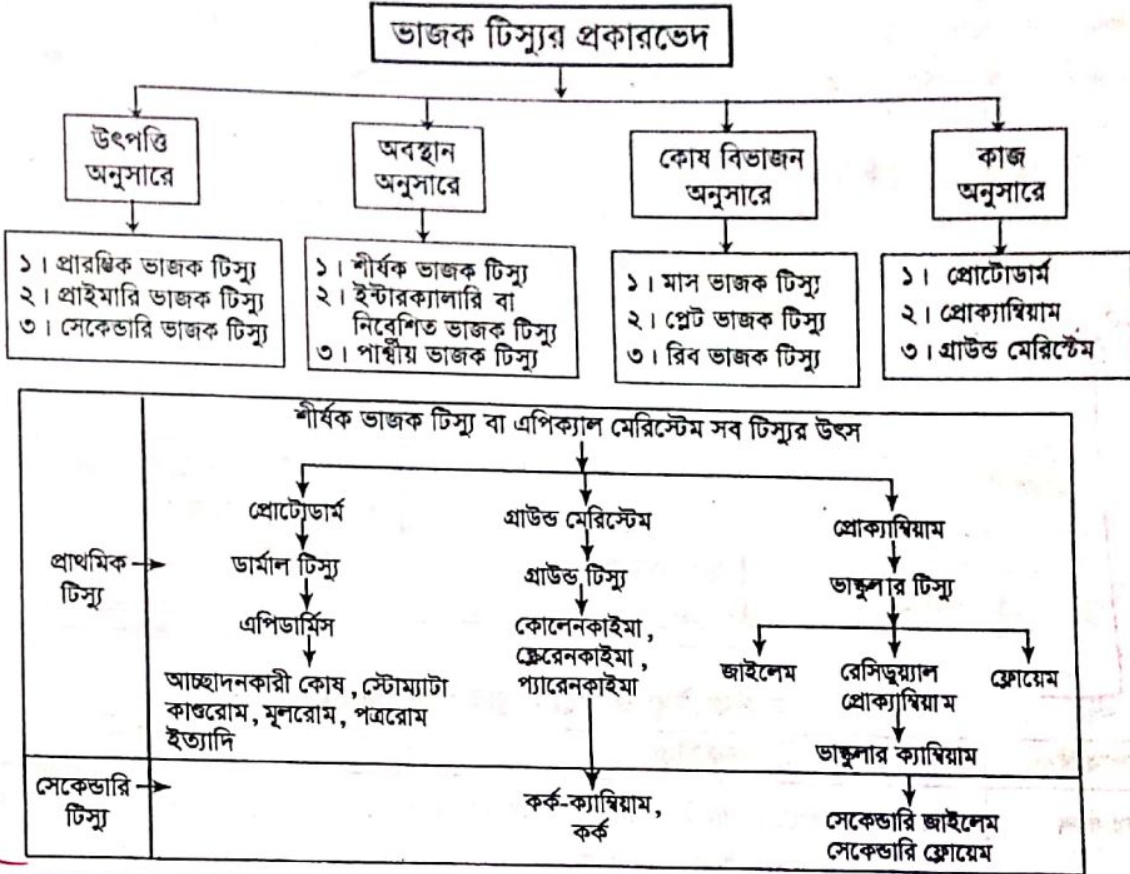 ভাজক টিস্যুর প্রকারভেদ
উৎপত্তি
অনুসারে
অবস্থান
অনুসারে
কোষ বিভাজন
অনুসারে
কাজ
অনুসারে
১। প্রারম্ভিক ভাজক টিস্যু
২। প্রাইমারি ভাজক টিস্যু
৩। সেকেন্ডারি ভাজক টিস্যু
১। শীর্ষক ভাজক টিস্যু
২। ইন্টারক্যালারি বা
নিবেশিত ভাজক টিস্যু
৩। পার্শ্বীয় ভাজক টিস্যু
১। মাস ভাজক টিস্যু
২। প্লেট ভাজক টিস্যু
৩। রিব ভাজক টিস্যু
১। প্রোটোডার্ম
২। প্রোক্যাম্বিয়াম
৩। গ্রাউন্ড মেরিস্টেম
শীর্ষক ভাজক টিস্যু বা এপিক্যাল মেরিস্টেম সব টিস্যুর উৎস
প্রাথমিক
টিস্যু
প্রোটোডার্ম
ডার্মাল টিস্যু
এপিডার্মিস
আচ্ছাদনকারী কোষ, স্টোম্যাটা
কাণ্ডরোম, মূলরোম, পত্ররোম
ইত্যাদি
গ্রাউন্ড মেরিস্টেম
গ্রাউন্ড টিস্যু
কোলেনকাইমা,
স্ক্লেরেনকাইমা,
প্যারেনকাইমা
প্রোক্যাম্বিয়াম
ভাস্কুলার টিস্যু
জাইলেম
রেসিডুয়্যাল
প্রোক্যাম্বিয়াম
ফ্লোয়েম
ভাস্কুলার ক্যাম্বিয়াম
সেকেন্ডারি
টিস্যু
কর্ক-ক্যাম্বিয়াম,
কর্ক
সেকেন্ডারি জাইলেম
সেকেন্ডারি ফ্লোয়েম